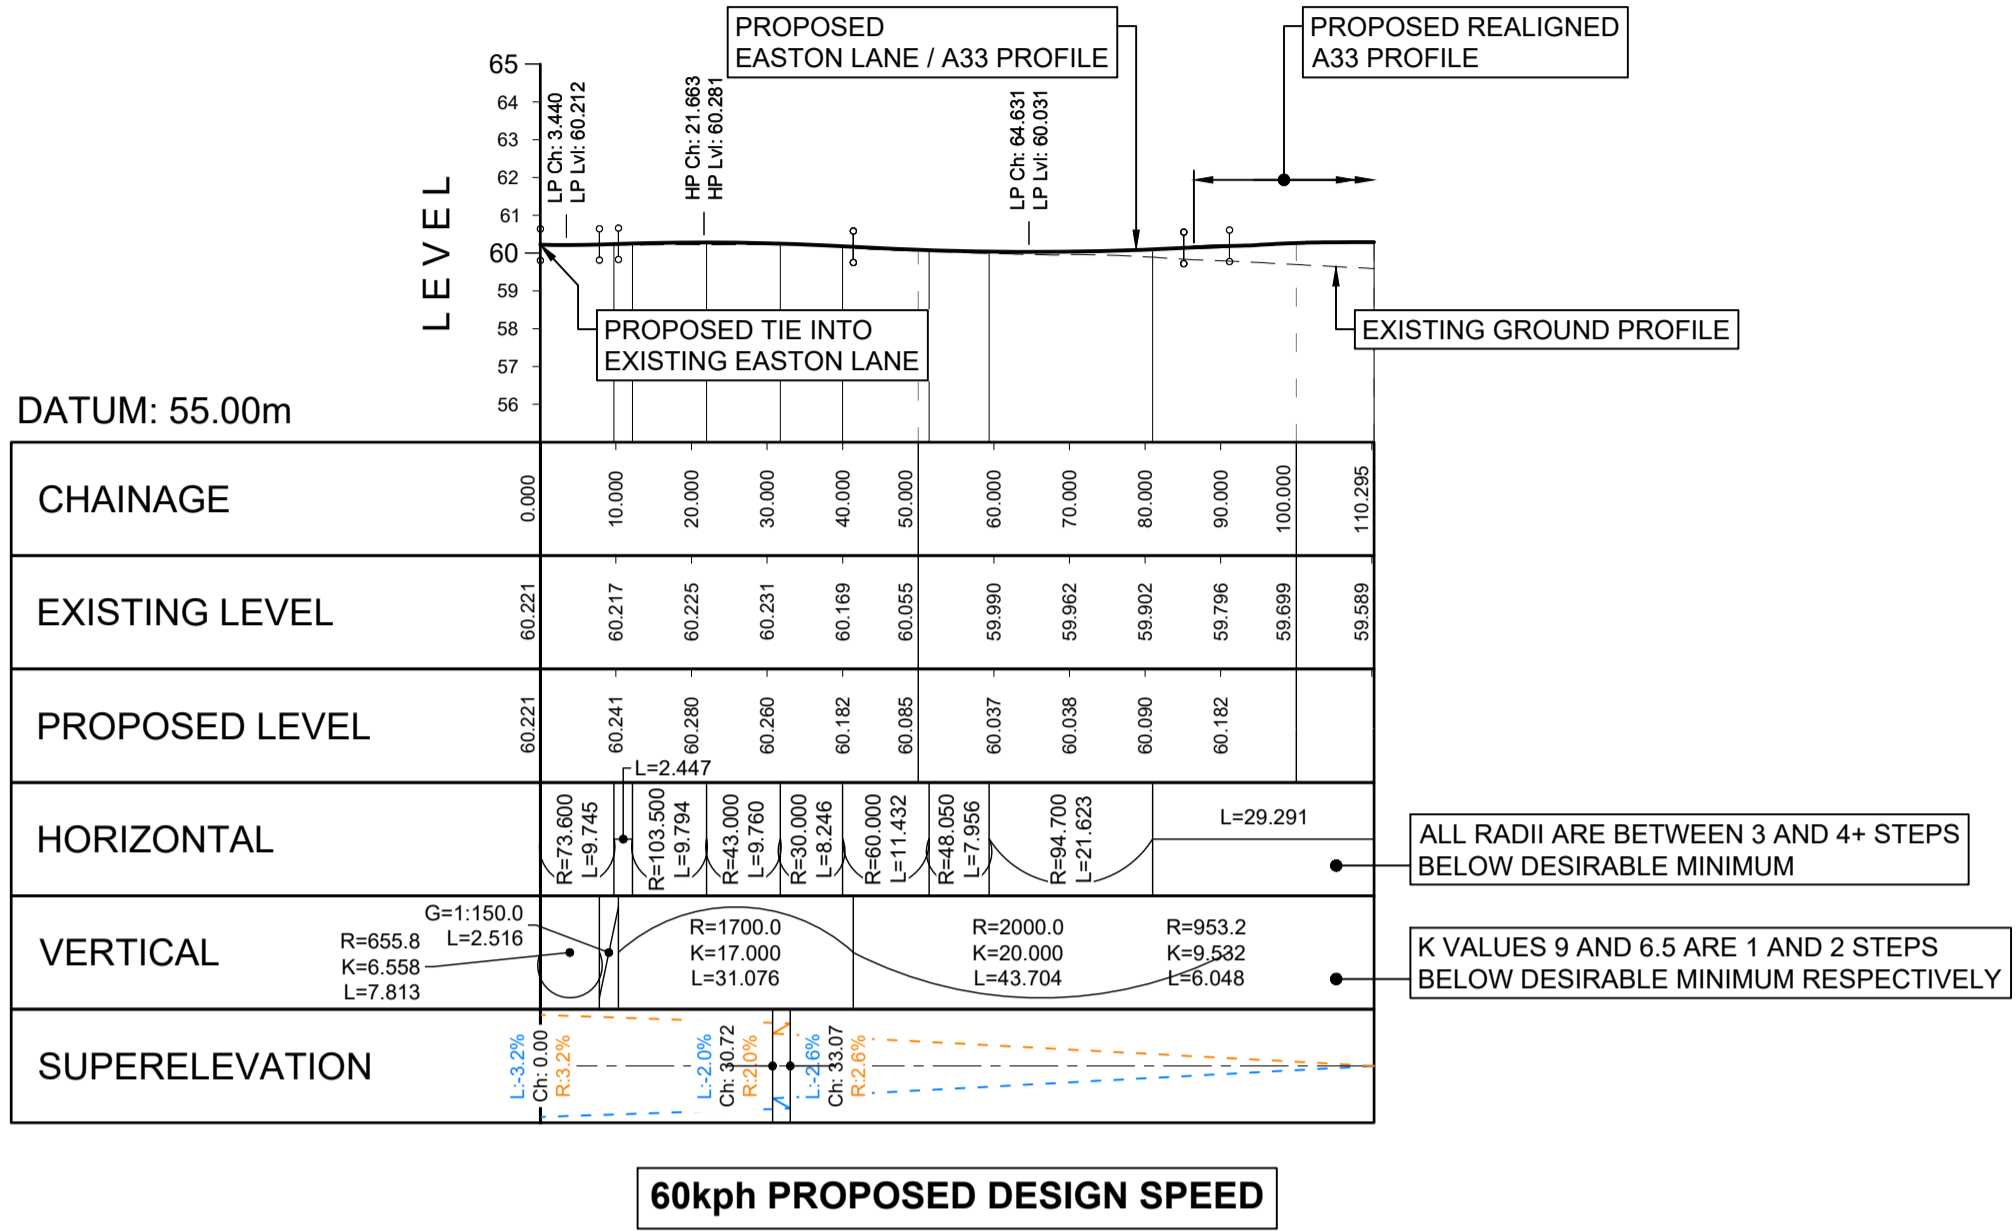 PROPOSED
EASTON LANE / A33 PROFILE
PROPOSED REALIGNED
A33 PROFILE
LEVEL
65
64
63
62
61
60
59
58
57
56
LP Ch: 3.440
LP Lvl: 60.212
HP Ch: 21.663
HP Lvl: 60.281
LP Ch: 64.631
LP Lvl: 60.031
PROPOSED TIE INTO
EXISTING EASTON LANE
EXISTING GROUND PROFILE
DATUM: 55.00m
CHAINAGE
0.000
10.000
20.000
30.000
40.000
50.000
60.000
70.000
80.000
90.000
100.000
110.295
EXISTING LEVEL
60.221
60.217
60.225
60.231
60.169
60.055
59.990
59.962
59.902
59.796
59.699
59.589
PROPOSED LEVEL
60.221
60.241
60.280
60.260
60.182
60.085
60.037
60.038
60.090
60.182
HORIZONTAL
R=73.600
L=9.745
L=2.447
R=103.500
L=9.794
R=43.000
L=9.760
R=30.000
L=8.246
R=60.000
L=11.432
R=48.050
L=7.956
R=94.700
L=21.623
L=29.291
ALL RADII ARE BETWEEN 3 AND 4+ STEPS
BELOW DESIRABLE MINIMUM
VERTICAL
R=655.8
K=6.558
L=7.813
G=1:150.0
L=2.516
R=1700.0
K=17.000
L=31.076
R=2000.0
K=20.000
L=43.704
R=953.2
K=9.532
L=6.048
K VALUES 9 AND 6.5 ARE 1 AND 2 STEPS
BELOW DESIRABLE MINIMUM RESPECTIVELY
SUPERELEVATION
L:-3.2%
Ch: 0.00
R:3.2%
L:-2.0%
Ch: 30.72
R:2.0%
L:-2.6%
Ch: 33.07
R:2.6%
60kph PROPOSED DESIGN SPEED